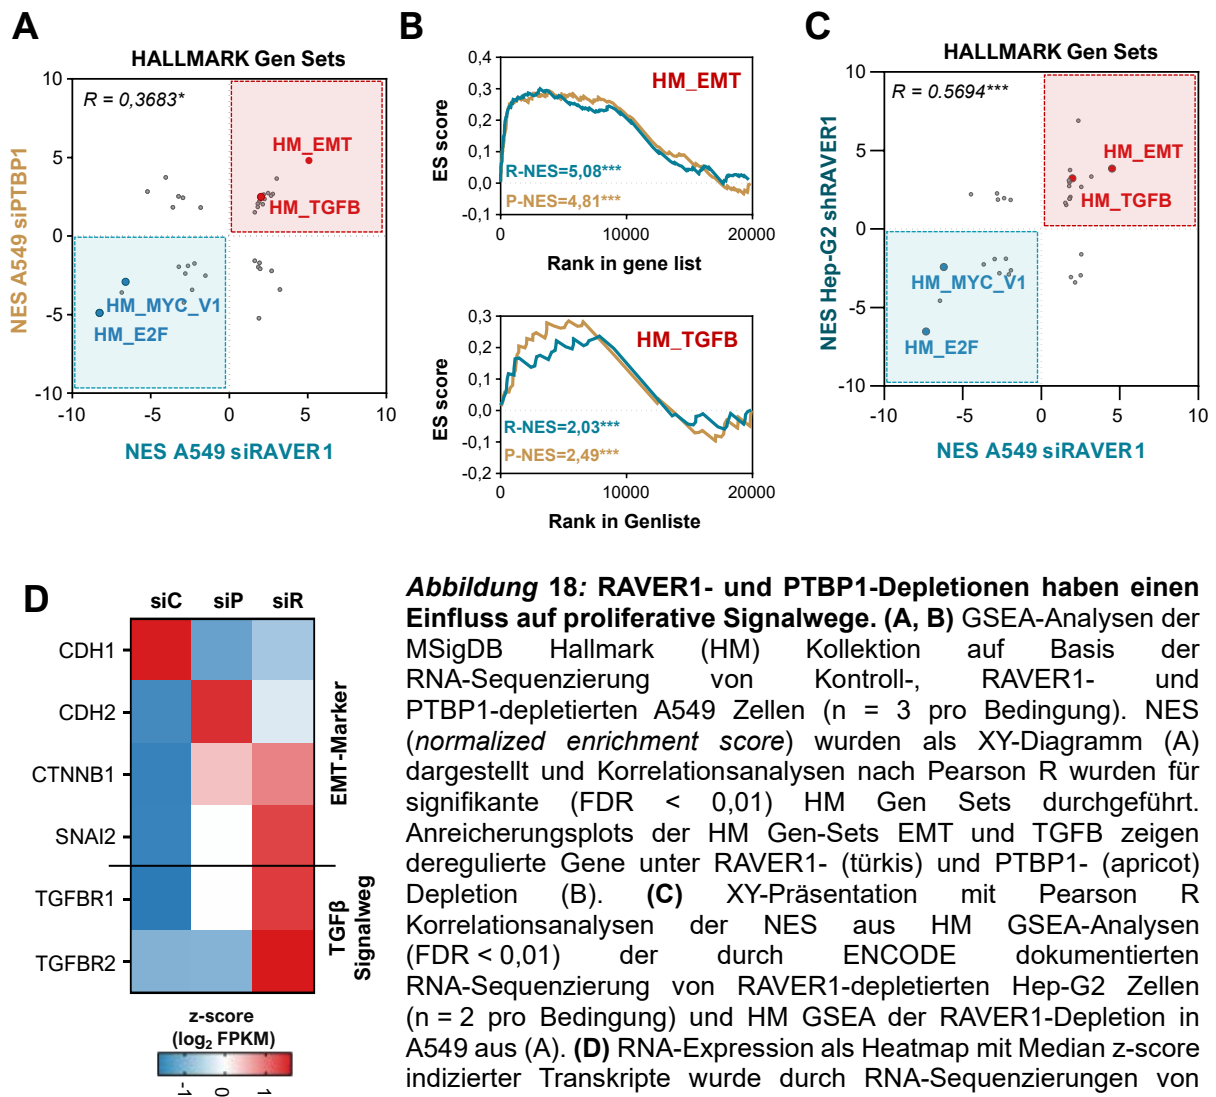 A
HALLMARK Gen Sets
R = 0,3683*
HM_EMT
HM_TGFB
HM_MYC_V1
HM_E2F
10
5
0
-5
-10
-10
-5
0
5
10
NES A549 siPTBP1
NES A549 siRAVER1
B
HM_EMT
0,4
0,3
0,2
0,1
0,0
-0,1
ES score
R-NES=5,08***
P-NES=4,81***
0
10000
20000
Rank in gene list
HM_TGFB
0,3
0,2
0,1
0,0
-0,1
-0,2
ES score
R-NES=2,03***
P-NES=2,49***
0
10000
20000
Rank in Genliste
C
HALLMARK Gen Sets
R = 0.5694***
HM_EMT
HM_TGFB
HM_MYC_V1
HM_E2F
10
5
0
-5
-10
-10
-5
0
5
10
NES Hep-G2 shRAVER1
NES A549 siRAVER1
D
siC siP siR
CDH1
CDH2
CTNNB1
SNAI2
TGFBR1
TGFBR2
EMT-Marker
TGFβ
Signalweg
z-score
(log2 FPKM)
-1 0 1
Abbildung 18: RAVER1- und PTBP1-Depletionen haben einen
Einfluss auf proliferative Signalwege. (A, B) GSEA-Analysen der
MSigDB Hallmark (HM) Kollektion auf Basis der
RNA-Sequenzierung von Kontroll-, RAVER1- und
PTBP1-depletierten A549 Zellen (n = 3 pro Bedingung). NES
(normalized enrichment score) wurden als XY-Diagramm (A)
dargestellt und Korrelationsanalysen nach Pearson R wurden für
signifikante (FDR < 0,01) HM Gen Sets durchgeführt.
Anreicherungsplots der HM Gen-Sets EMT und TGFB zeigen
deregulierte Gene unter RAVER1- (türkis) und PTBP1- (apricot)
Depletion (B). (C) XY-Präsentation mit Pearson R
Korrelationsanalysen der NES aus HM GSEA-Analysen
(FDR < 0,01) der durch ENCODE dokumentierten
RNA-Sequenzierung von RAVER1-depletierten Hep-G2 Zellen
(n = 2 pro Bedingung) und HM GSEA der RAVER1-Depletion in
A549 aus (A). (D) RNA-Expression als Heatmap mit Median z-score
indizierter Transkripte wurde durch RNA-Sequenzierungen von